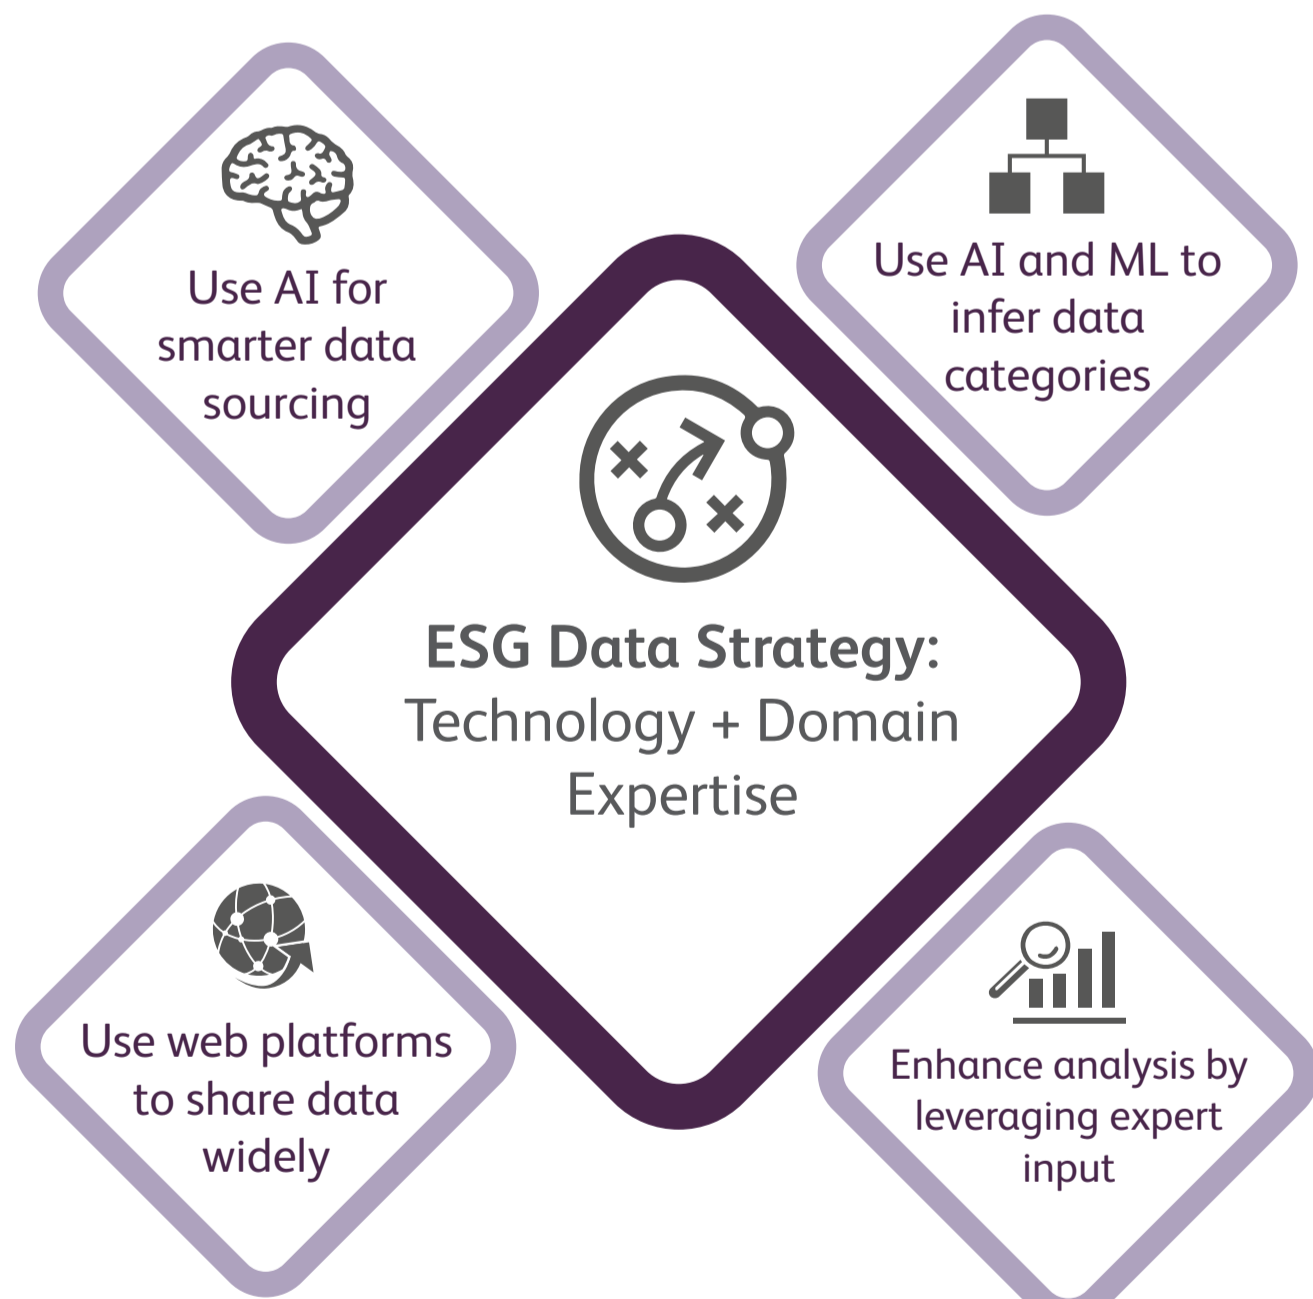 Use AI for
smarter data
sourcing
Use AI and ML to
infer data
categories
ESG Data Strategy:
Technology + Domain
Expertise
Use web platforms
to share data
widely
Enhance analysis by
leveraging expert
input